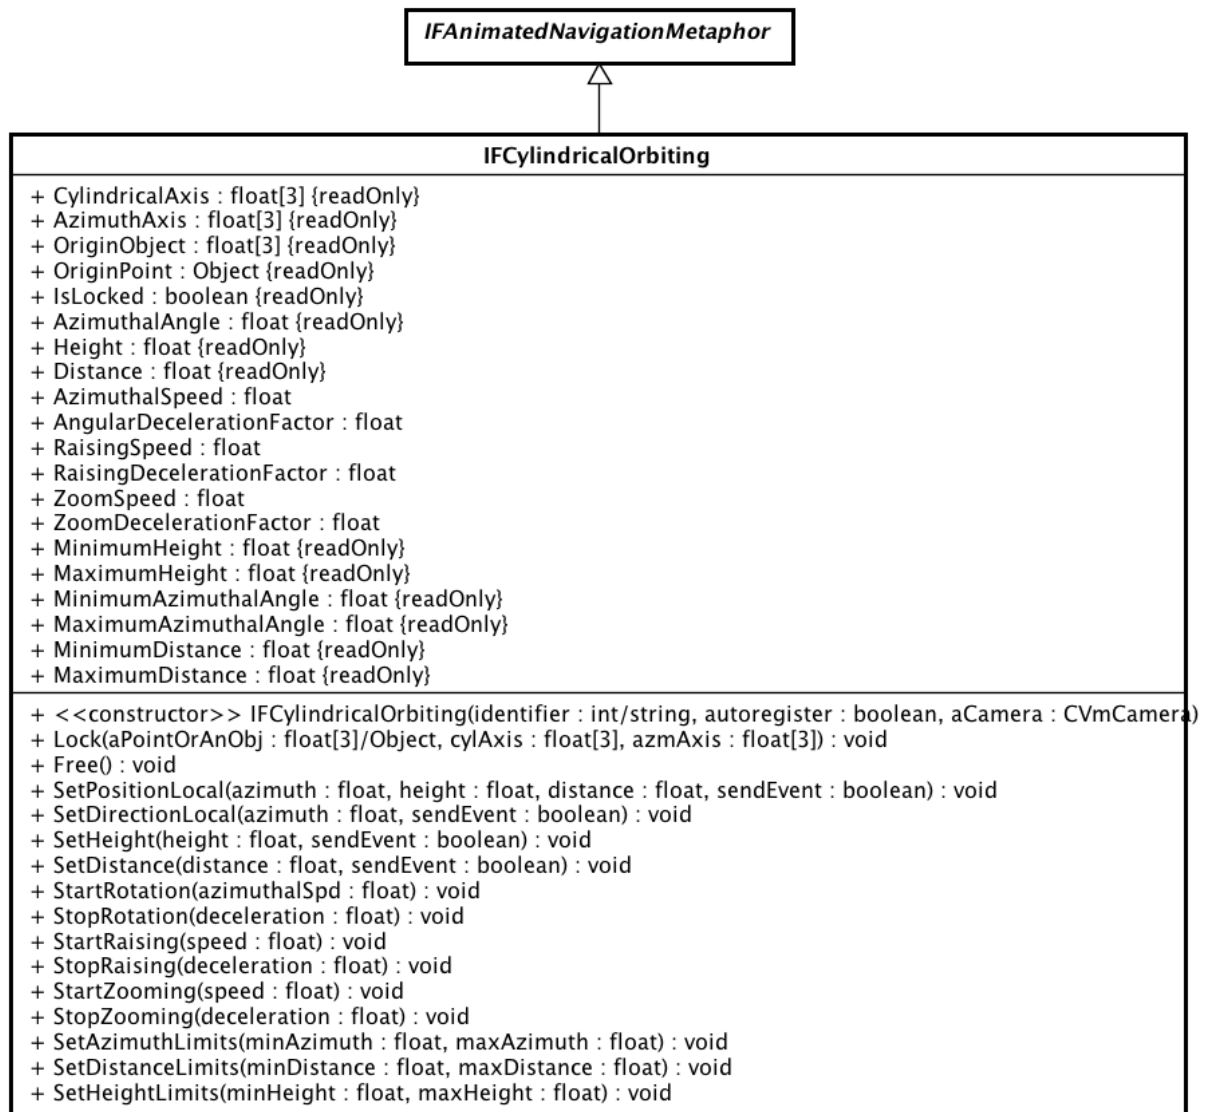 IFAnimatedNavigationMetaphor
IFCylindricalOrbiting
+ CylindricalAxis : float[3] {readOnly}
+ AzimuthAxis : float[3] {readOnly}
+ OriginObject : float[3] {readOnly}
+ OriginPoint : Object {readOnly}
+ IsLocked : boolean {readOnly}
+ AzimuthalAngle : float {readOnly}
+ Height : float {readOnly}
+ Distance : float {readOnly}
+ AzimuthalSpeed : float
+ AngularDecelerationFactor : float
+ RaisingSpeed : float
+ RaisingDecelerationFactor : float
+ ZoomSpeed : float
+ ZoomDecelerationFactor : float
+ MinimumHeight : float {readOnly}
+ MaximumHeight : float {readOnly}
+ MinimumAzimuthalAngle : float {readOnly}
+ MaximumAzimuthalAngle : float {readOnly}
+ MinimumDistance : float {readOnly}
+ MaximumDistance : float {readOnly}
+ <<constructor>> IFCylindricalOrbiting(identifier : int/string, autoregister : boolean, aCamera : CVmCamera)
+ Lock(aPointOrAnObj : float[3]/Object, cylAxis : float[3], azmAxis : float[3]) : void
+ Free() : void
+ SetPositionLocal(azimuth : float, height : float, distance : float, sendEvent : boolean) : void
+ SetDirectionLocal(azimuth : float, sendEvent : boolean) : void
+ SetHeight(height : float, sendEvent : boolean) : void
+ SetDistance(distance : float, sendEvent : boolean) : void
+ StartRotation(azimuthalSpd : float) : void
+ StopRotation(deceleration : float) : void
+ StartRaising(speed : float) : void
+ StopRaising(deceleration : float) : void
+ StartZooming(speed : float) : void
+ StopZooming(deceleration : float) : void
+ SetAzimuthLimits(minAzimuth : float, maxAzimuth : float) : void
+ SetDistanceLimits(minDistance : float, maxDistance : float) : void
+ SetHeightLimits(minHeight : float, maxHeight : float) : void